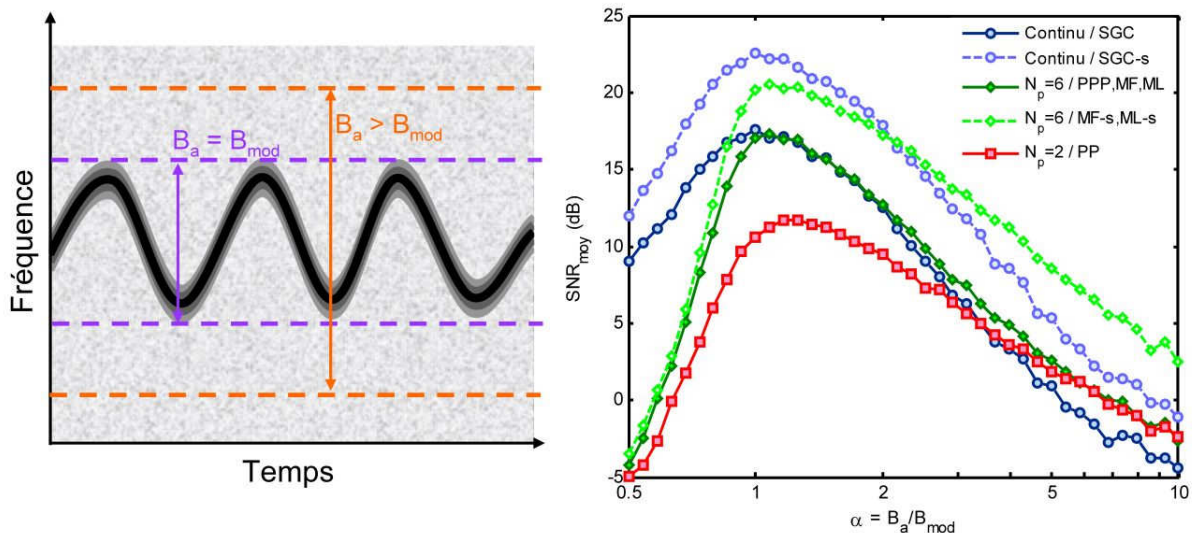 Fréquence
B_a = B_mod
B_a > B_mod
Temps
SNR_moy (dB)
25
20
15
10
5
0
-5
0.5
1
2
5
10
α = B_a/B_mod
Continu / SGC
Continu / SGC-s
N_p=6 / PPP,MF,ML
N_p=6 / MF-s,ML-s
N_p=2 / PP